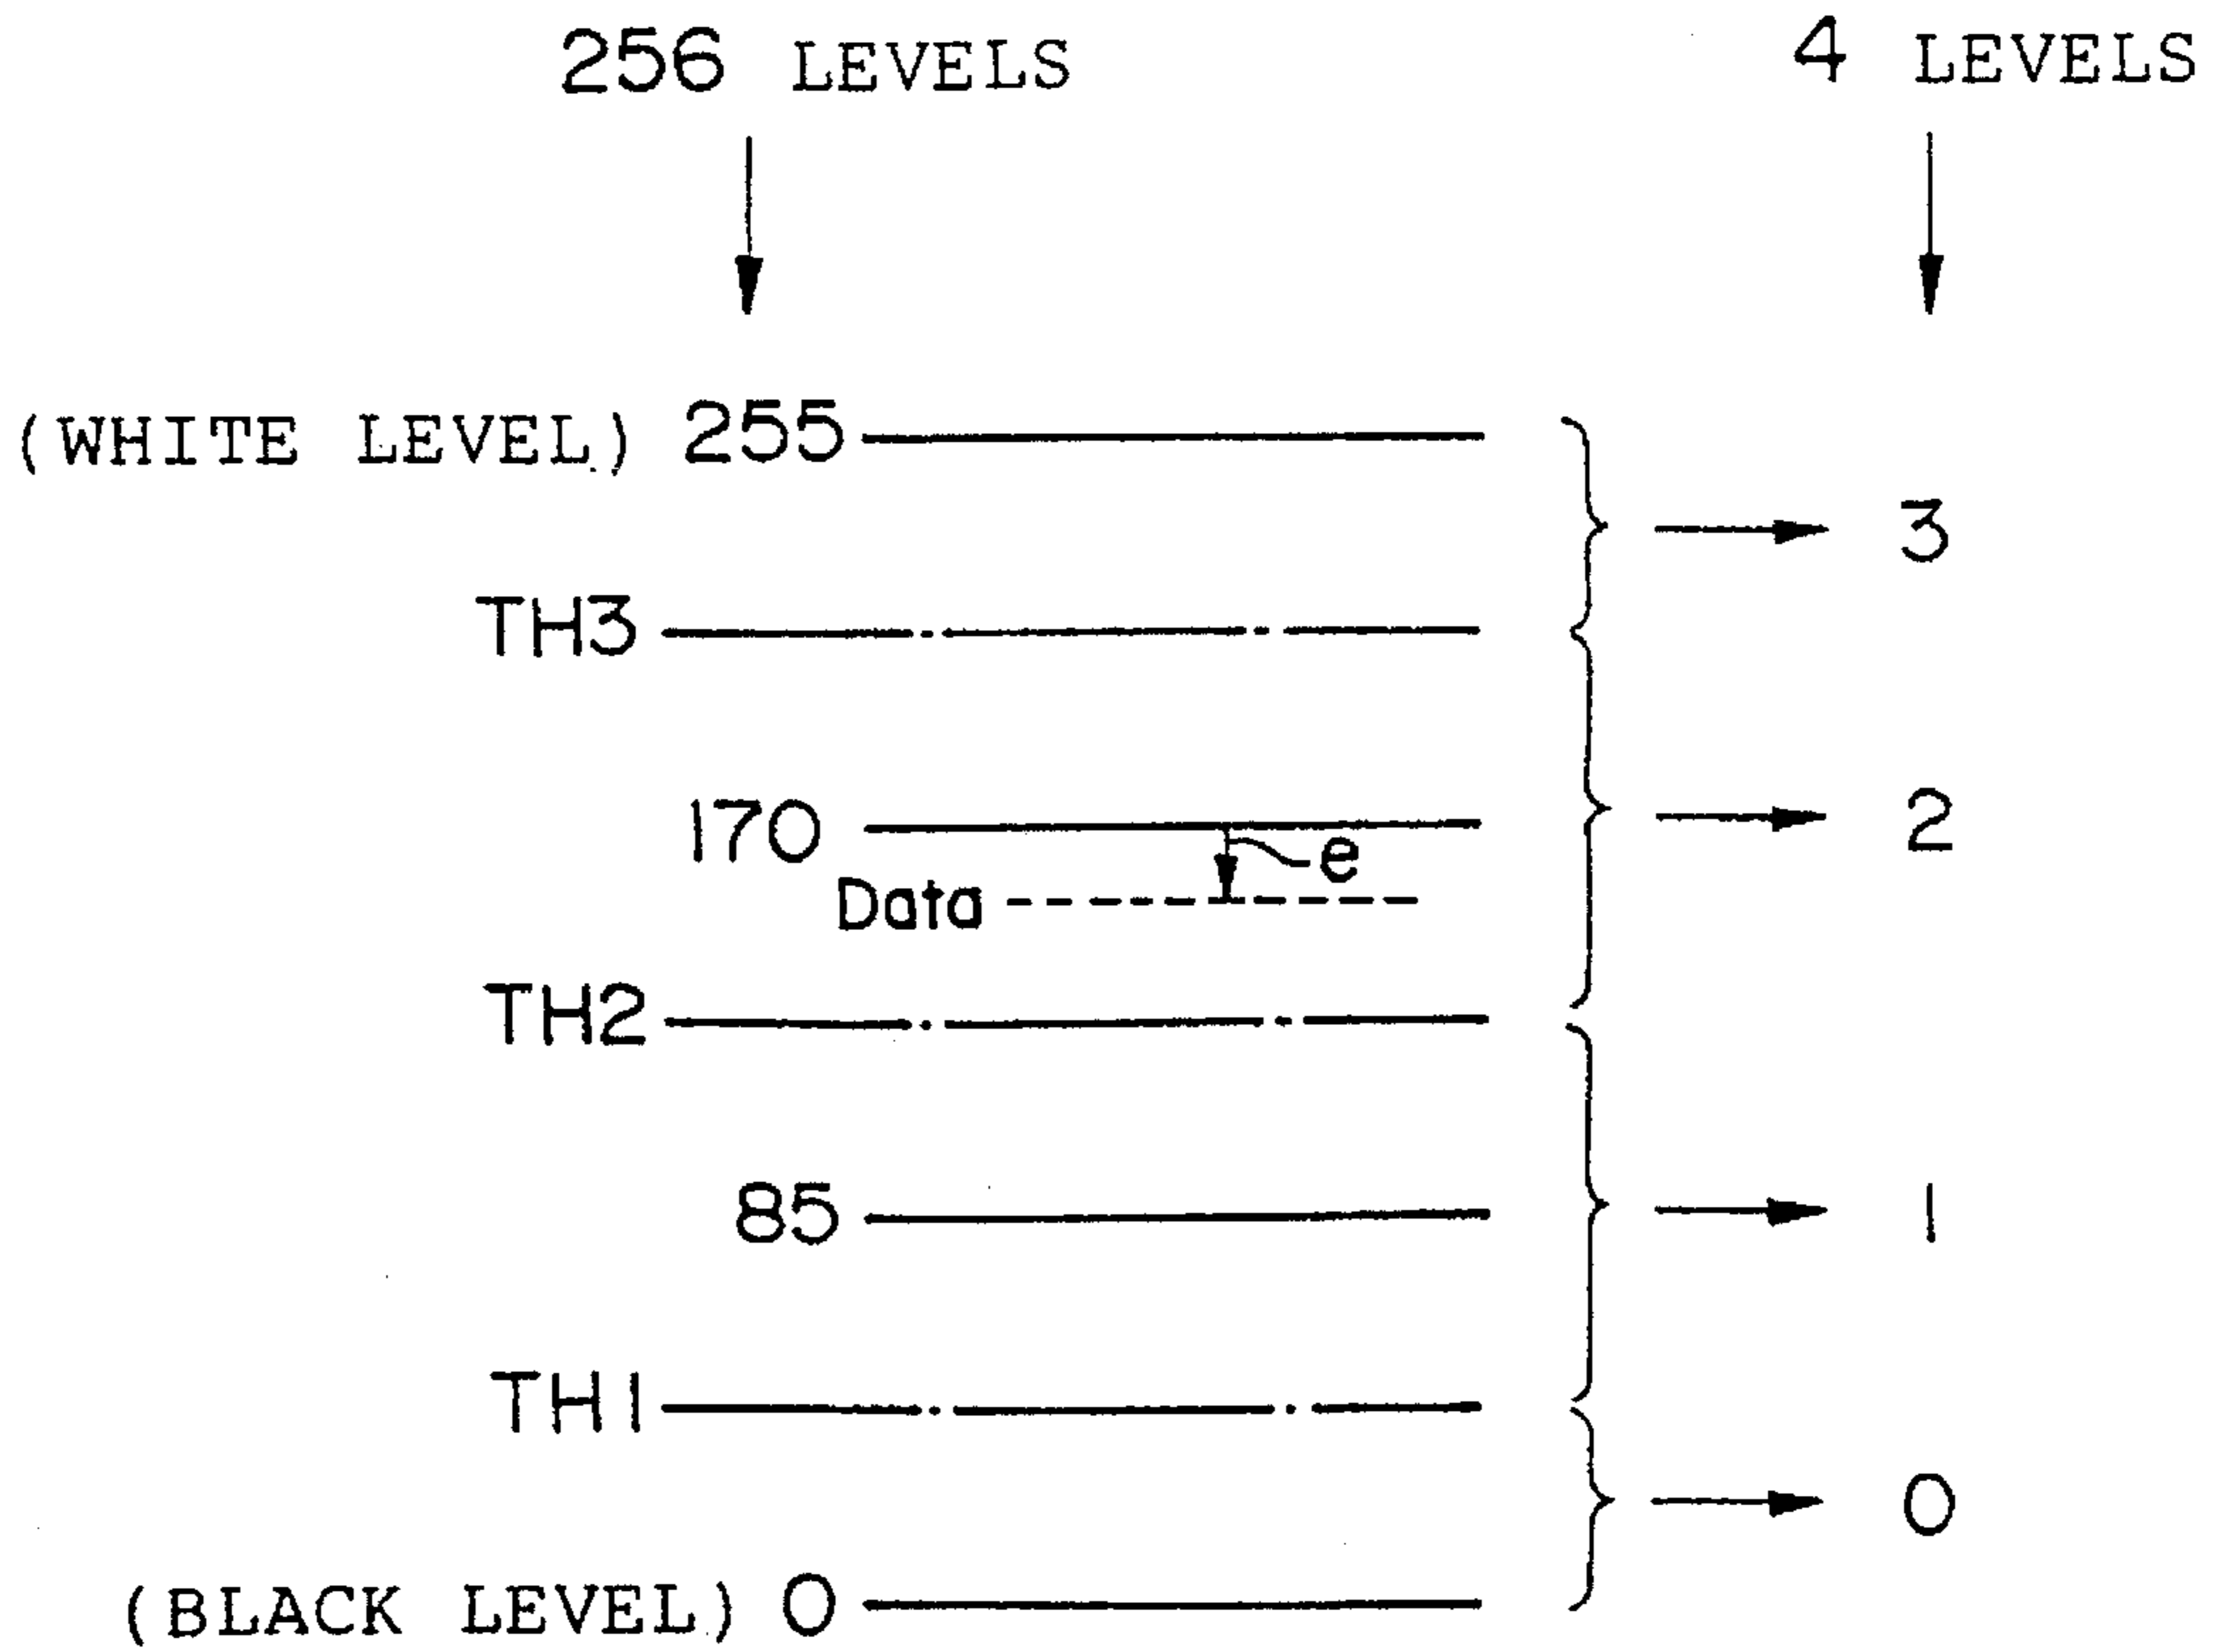 256 LEVELS 4 LEVELS
(WHITE LEVEL) 255
3
TH3
170 2
e
Data
TH2
85 1
TH1
0
(BLACK LEVEL) 0